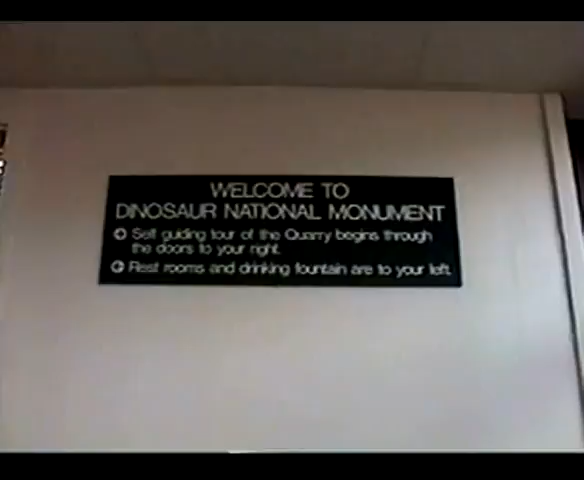 WELCOME TO
DINOSAUR NATIONAL MONUMENT
Self guiding tour of the Quarry begins through
the doors to your right.
Rest rooms and drinking fountain are to your left.